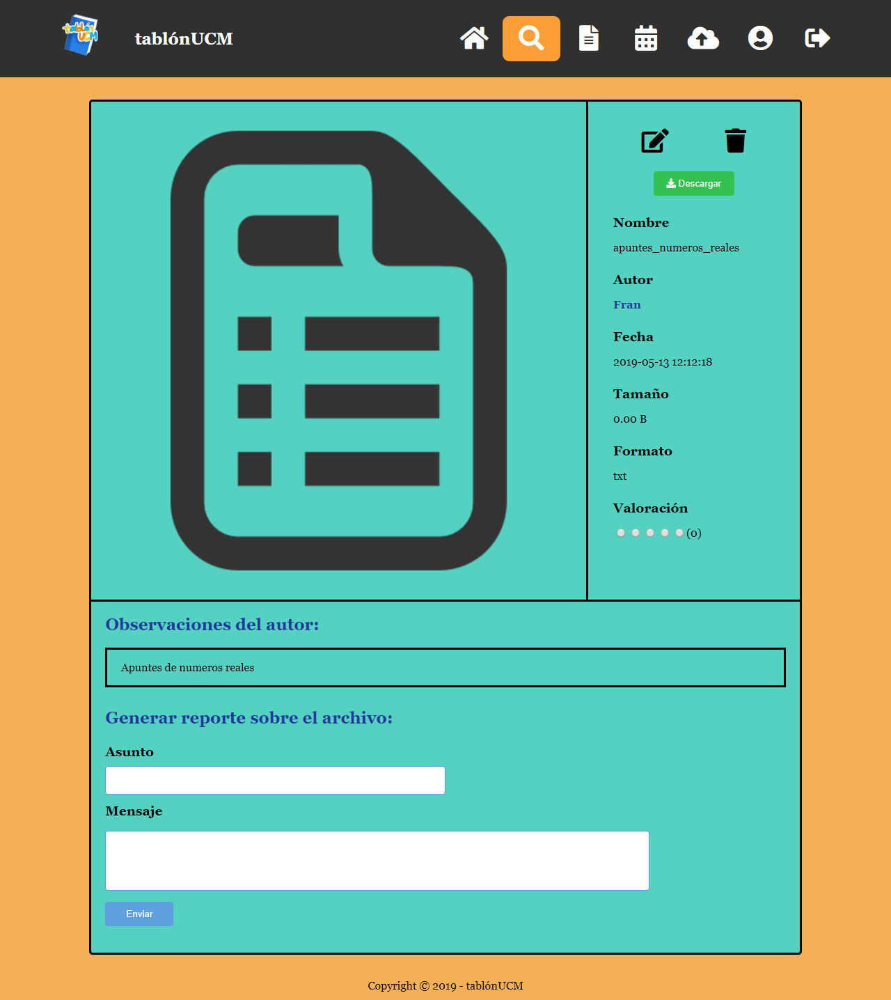 tablón UCM
tablónUCM
Descargar
Nombre
apuntes_numeros_reales
Autor
Fran
Fecha
2019-05-13 12:12:18
Tamaño
0.00 B
Formato
txt
Valoración
(0)
Observaciones del autor:
Apuntes de numeros reales
Generar reporte sobre el archivo:
Asunto
Mensaje
Enviar
Copyright © 2019 - tablónUCM